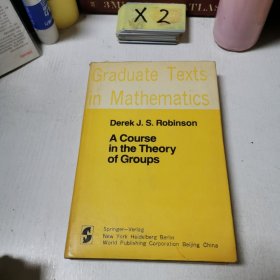 X2
Graduate Texts
in Mathematics
Derek J. S. Robinson
A Course
in the Theory
of Groups
Springer-Verlag
New York Heidelberg Berlin
World Publishing Corporation Beijing China